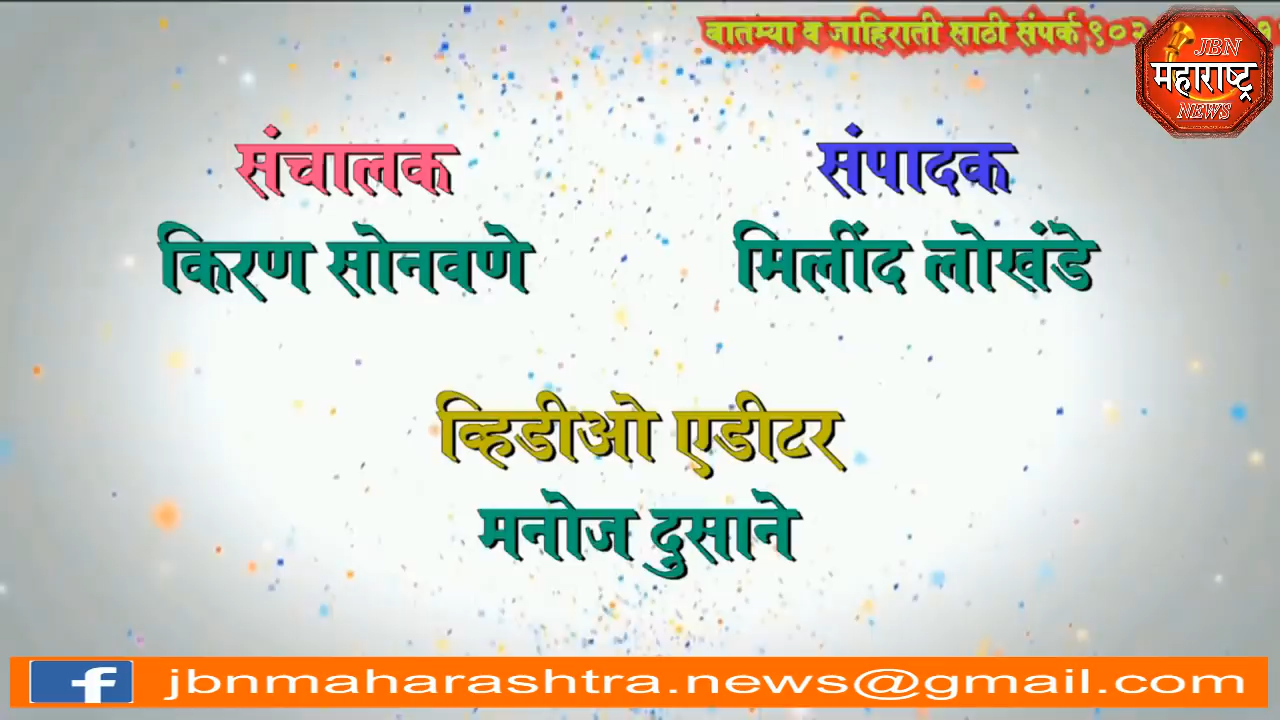 बातम्या व जाहिराती साठी संपर्क
JBN
महाराष्ट्र
NEWS
संचालक
संपादक
किरण सोनवणे
मिलींद लोखंडे
व्हिडीओ एडीटर
मनोज दुसाने
f jbnmaharashtra.news@gmail.com